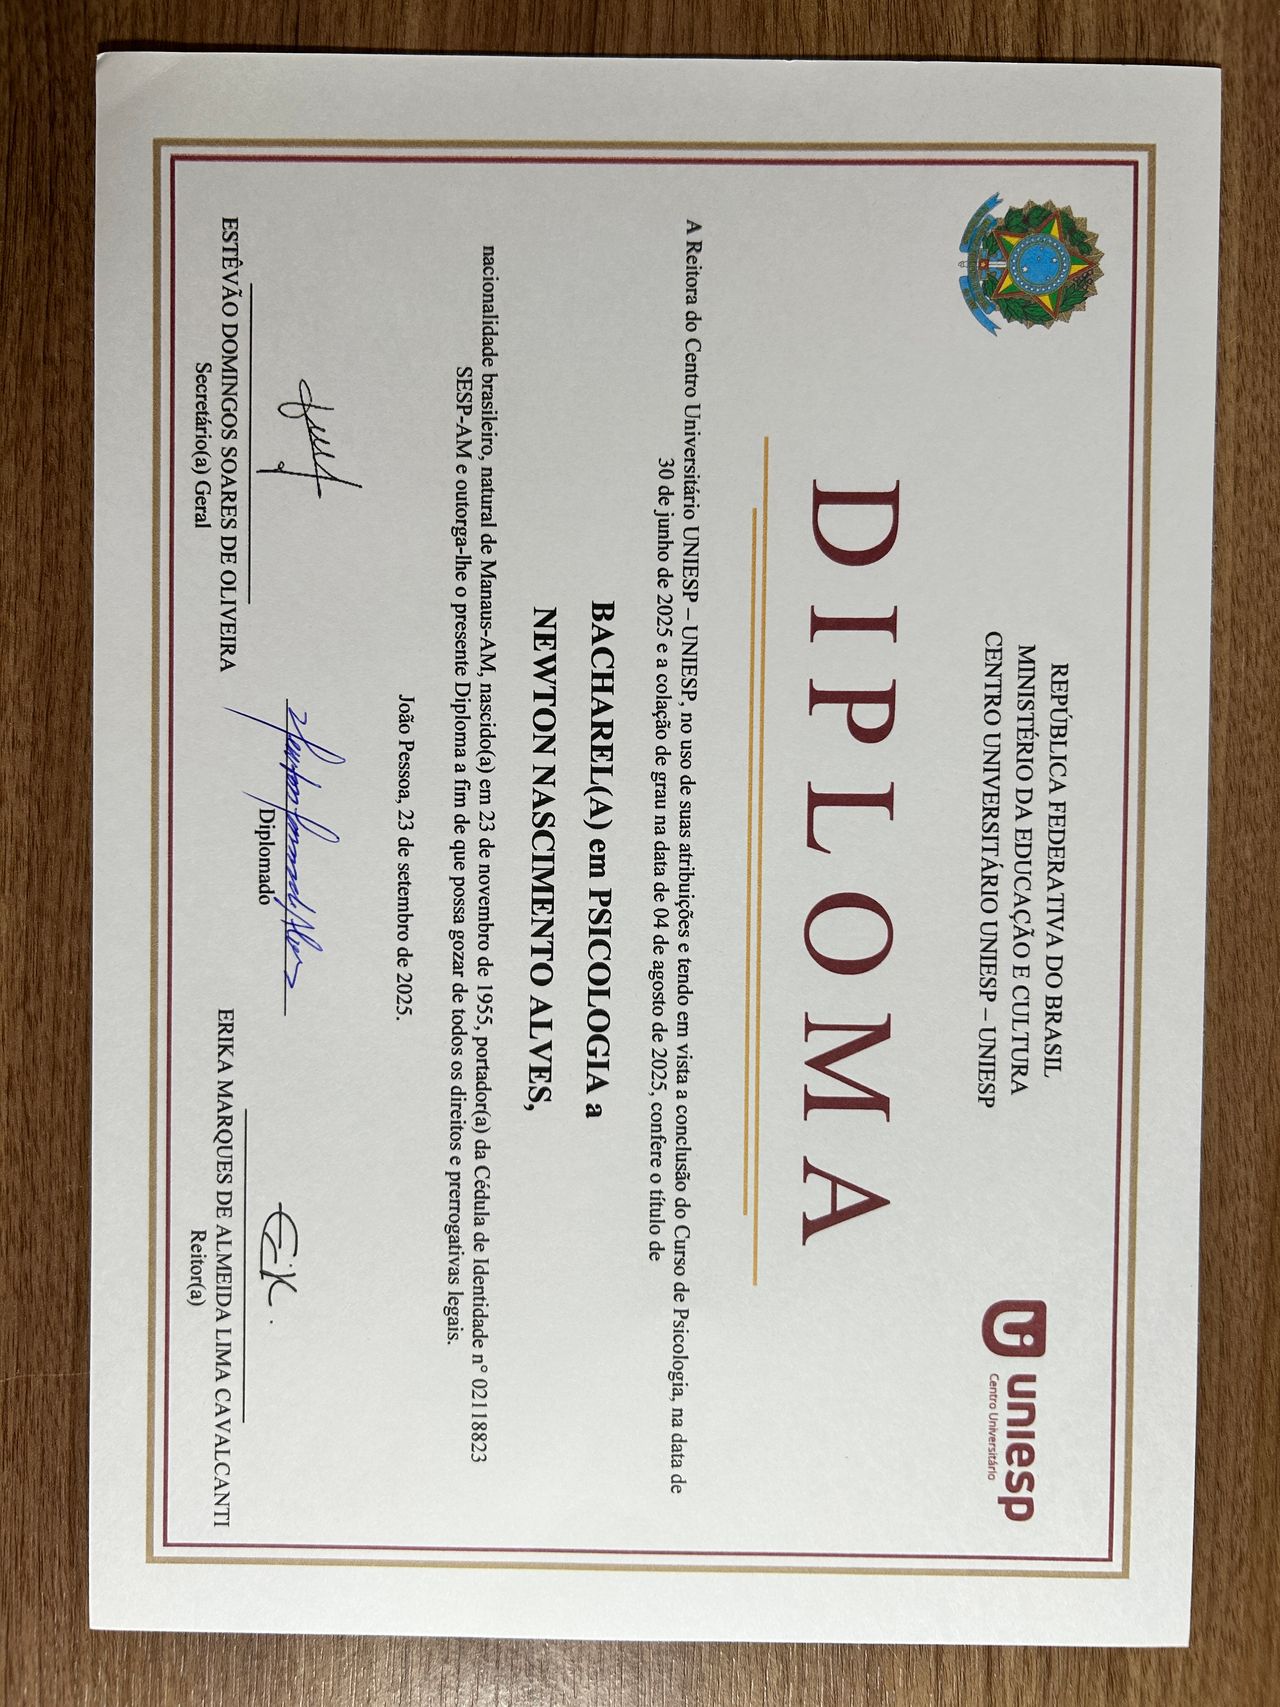 REPÚBLICA FEDERATIVA DO BRASIL
MINISTÉRIO DA EDUCAÇÃO E CULTURA
CENTRO UNIVERSITÁRIO UNIESP – UNIESP
uniesp
Centro Universitário
DIPLOMA
A Reitora do Centro Universitário UNIESP – UNIESP, no uso de suas atribuições e tendo em vista a conclusão do Curso de Psicologia, na data de
30 de junho de 2025 e a colação de grau na data de 04 de agosto de 2025, confere o título de
BACHAREL(A) em PSICOLOGIA a
NEWTON NASCIMENTO ALVES,
nacionalidade brasileiro, natural de Manaus-AM, nascido(a) em 23 de novembro de 1955, portador(a) da Cédula de Identidade n° 02118823
SESP-AM e outorga-lhe o presente Diploma a fim de que possa gozar de todos os direitos e prerrogativas legais.
João Pessoa, 23 de setembro de 2025.
ESTÊVÃO DOMINGOS SOARES DE OLIVEIRA
Secretário(a) Geral
Diplomado
ERIKA MARQUES DE ALMEIDA LIMA CAVALCANTI
Reitor(a)